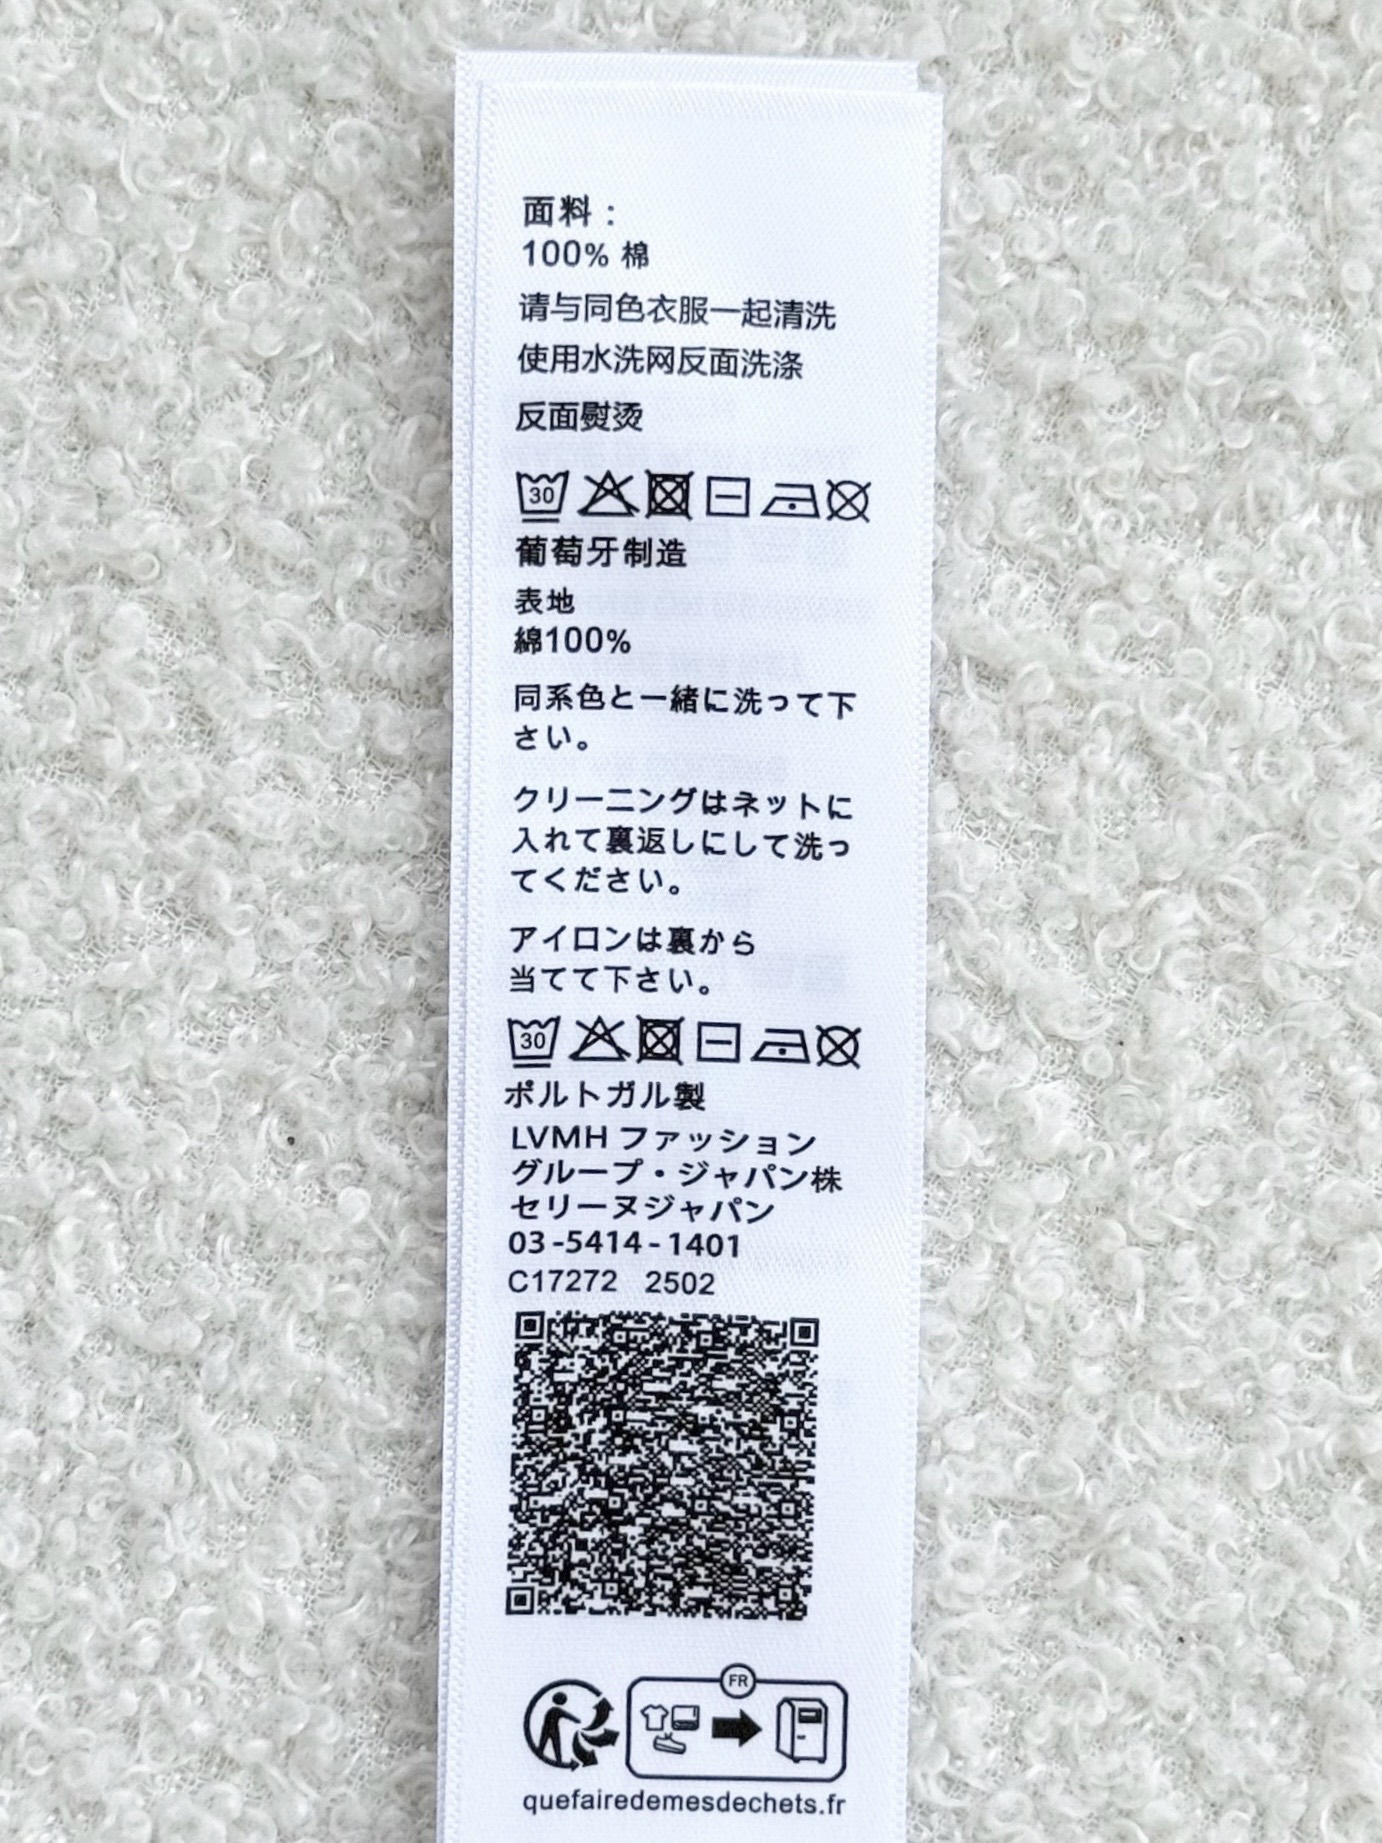 面料：
100% 棉
请与同色衣服一起清洗
使用水洗网反面洗涤
反面熨烫
30
葡萄牙制造
表地
綿100%
同系色と一緒に洗って下
さい。
クリーニングはネットに
入れて裏返しにして洗っ
てください。
アイロンは裏から
当てて下さい。
30
ポルトガル製
LVMH ファッション
グループ・ジャパン株
セリーヌジャパン
03-5414-1401
C17272 2502
FR
quefairedemesdechets.fr